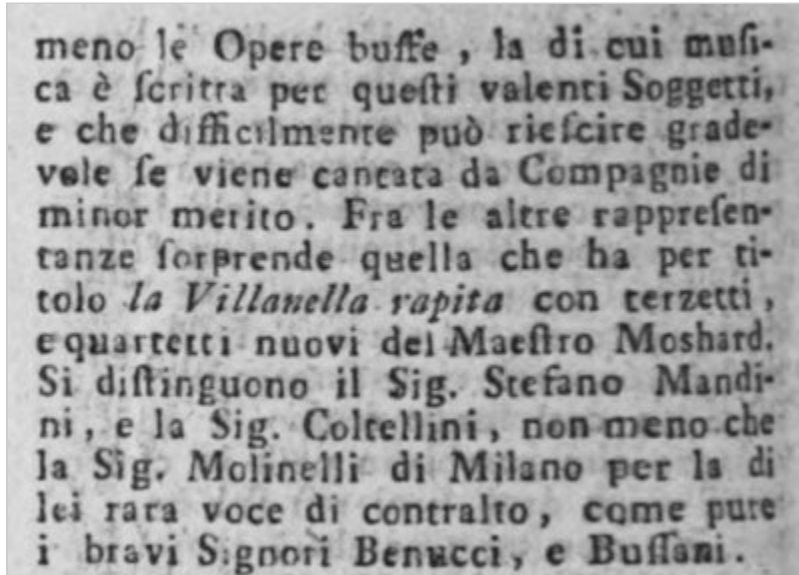 meno le Opere buffe, la di cui muſi-
ca è ſcritta per queſti valenti Soggetti,
e che difficilmente può rieſcire grade-
vole ſe viene cantata da Compagnie di
minor merito. Fra le altre rappreſen-
tanze ſorprende quella che ha per ti-
tolo la Villanella rapita con terzetti,
e quartetti nuovi del Maeſtro Moshard.
Si diſtinguono il Sig. Stefano Mandi-
ni, e la Sig. Coltellini, non meno che
la Sig. Molinelli di Milano per la di
lei rara voce di contralto, come pure
i bravi Signori Benucci, e Buſſani.